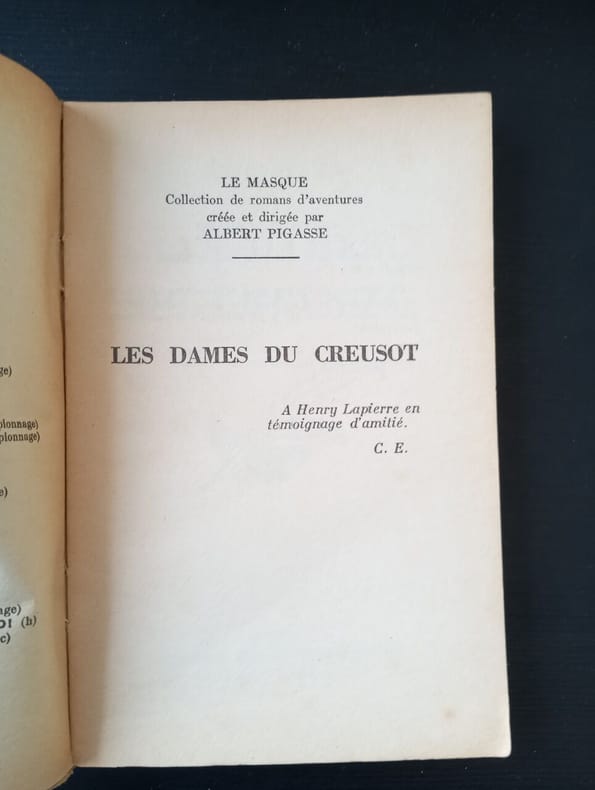 LE MASQUE
Collection de romans d'aventures
créée et dirigée par
ALBERT PIGASSE
LES DAMES DU CREUSOT
A Henry Lapierre en
témoignage d'amitié.
C. E.
(h)
c)